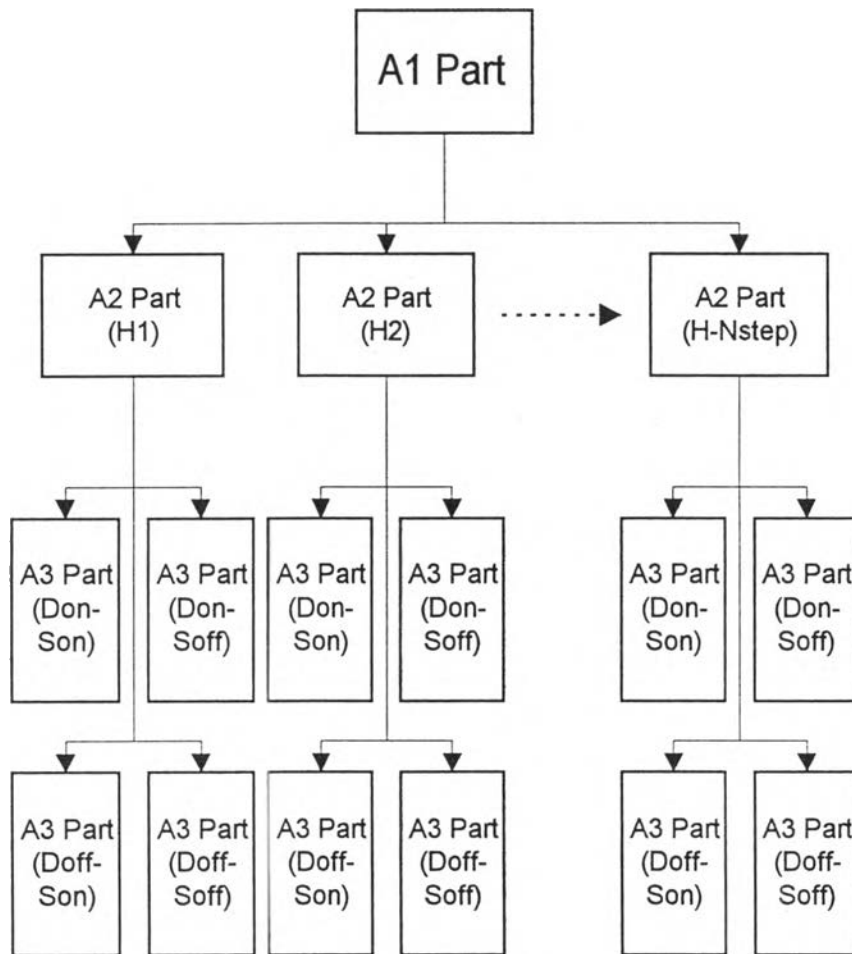 A1 Part
A2 Part
(H1)
A2 Part
(H2)
A2 Part
(H-Nstep)
A3 Part
(Don-
Son)
A3 Part
(Don-
Soff)
A3 Part
(Don-
Son)
A3 Part
(Don-
Soff)
A3 Part
(Don-
Son)
A3 Part
(Don-
Soff)
A3 Part
(Doff-
Son)
A3 Part
(Doff-
Soff)
A3 Part
(Doff-
Son)
A3 Part
(Doff-
Soff)
A3 Part
(Doff-
Son)
A3 Part
(Doff-
Soff)